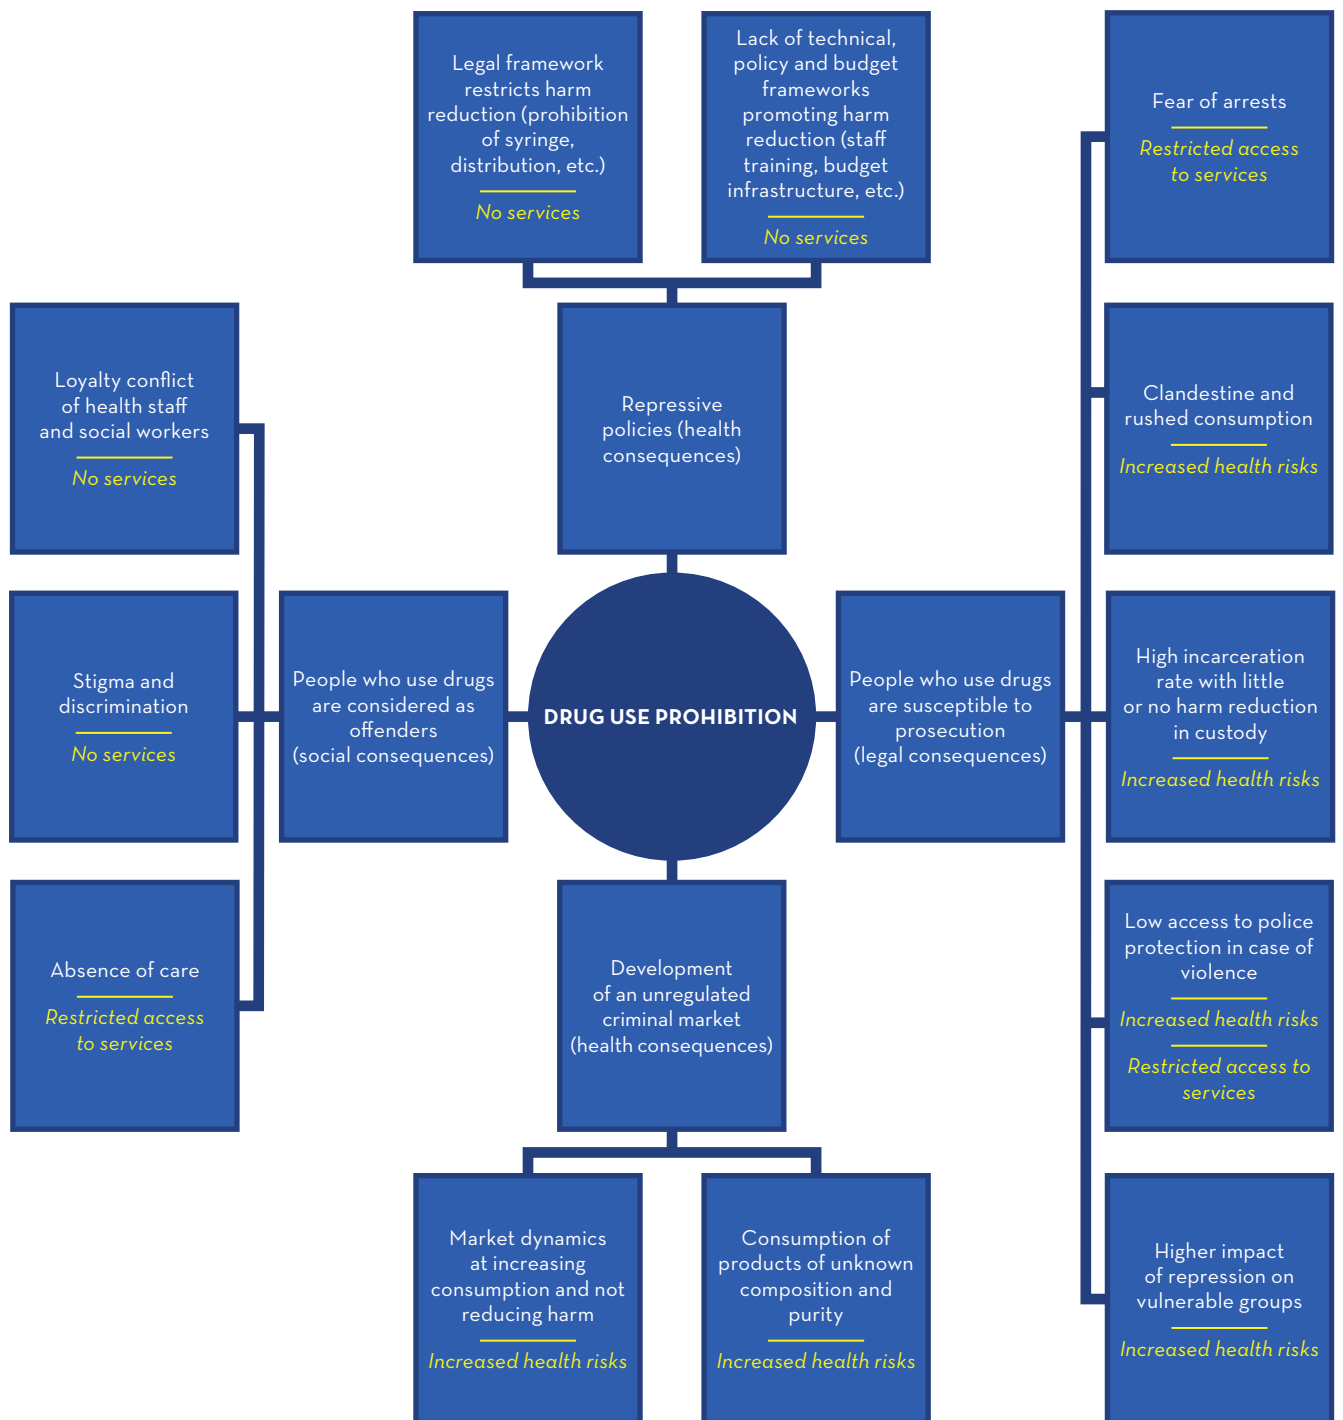 Legal framework
restricts harm
reduction (prohibition
of syringe,
distribution, etc.)
No services
Lack of technical,
policy and budget
frameworks
promoting harm
reduction (staff
training, budget
infrastructure, etc.)
No services
Fear of arrests
Restricted access
to services
Loyalty conflict
of health staff
and social workers
No services
Repressive
policies (health
consequences)
Clandestine and
rushed consumption
Increased health risks
Stigma and
discrimination
No services
People who use drugs
are considered as
offenders
(social consequences)
DRUG USE PROHIBITION
People who use drugs
are susceptible to
prosecution
(legal consequences)
High incarceration
rate with little
or no harm reduction
in custody
Increased health risks
Absence of care
Restricted access
to services
Development
of an unregulated
criminal market
(health consequences)
Low access to police
protection in case of
violence
Increased health risks
Restricted access to
services
Market dynamics
at increasing
consumption and not
reducing harm
Increased health risks
Consumption of
products of unknown
composition and
purity
Increased health risks
Higher impact
of repression on
vulnerable groups
Increased health risks